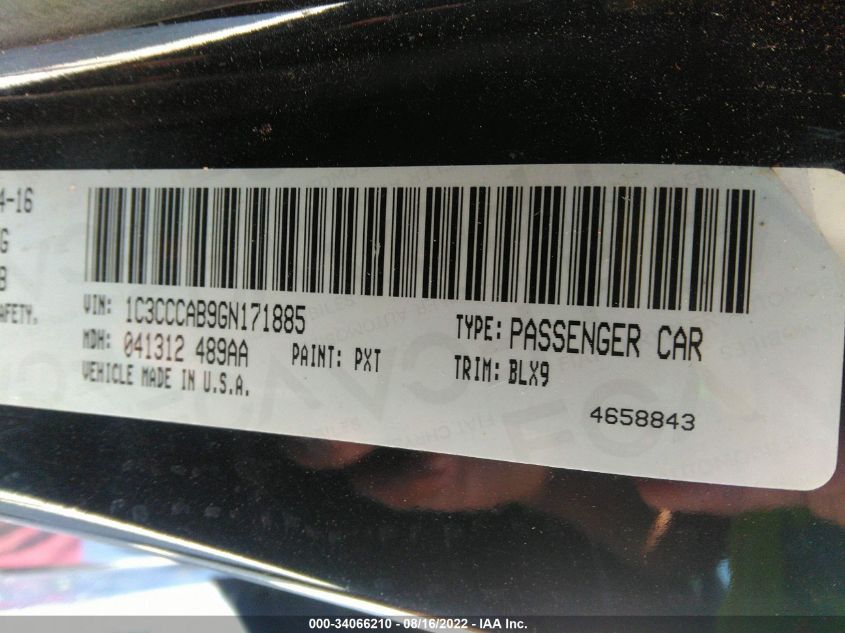 4-16
G
B
AFETY.
VIN: 1C3CCCAB9GN171885
TYPE: PASSENGER CAR
MDH: 041312 489AA
PAINT: PXT
TRIM: BLX9
VEHICLE MADE IN U.S.A.
4658843
000-34066210 - 08/16/2022 - IAA Inc.